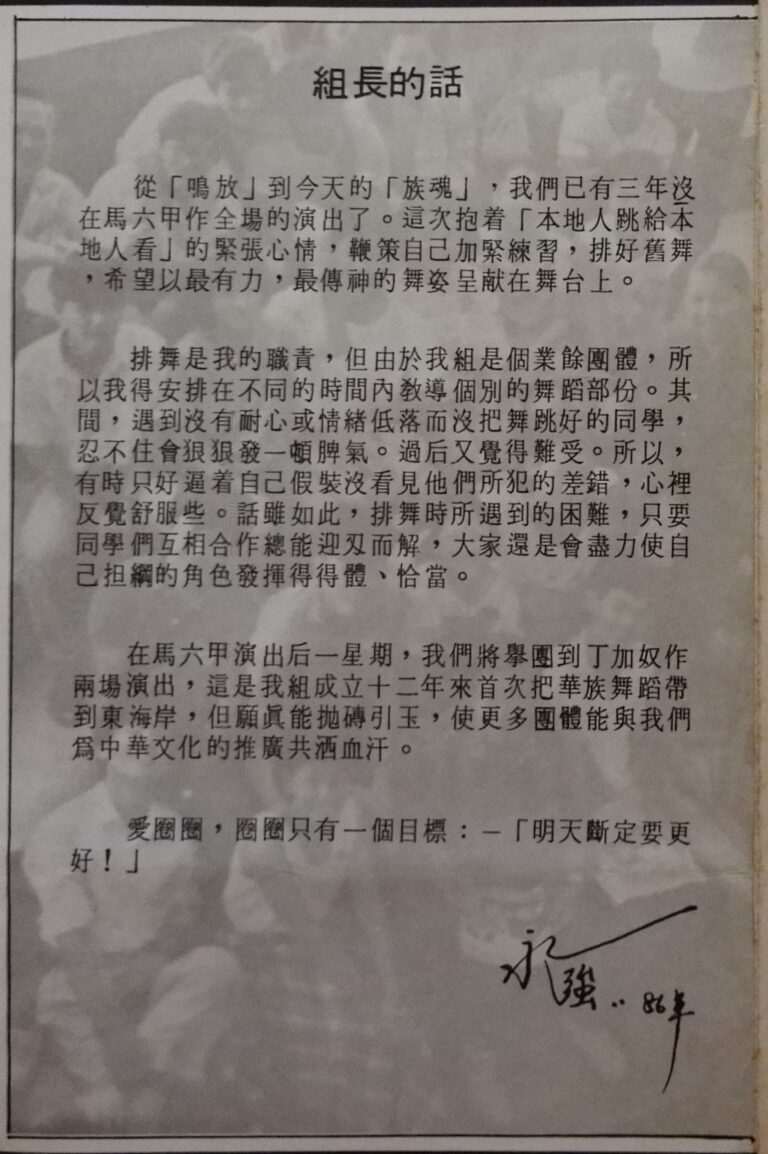 組長的話
從「鳴放」到今天的「族魂」，我們已有三年沒
在馬六甲作全場的演出了。這次抱着「本地人跳給本
地人看」的緊張心情，鞭策自己加緊練習，排好舊舞
，希望以最有力，最傳神的舞姿呈献在舞台上。
排舞是我的職責，但由於我組是個業餘團體，所
以我得安排在不同的時間內教導個別的舞蹈部份。其
間，遇到沒有耐心或情緒低落而沒把舞跳好的同學，
忍不住會狠狠發一頓脾氣。過后又覺得難受。所以，
有時只好逼着自己假裝沒看見他們所犯的差錯，心裡
反覺舒服些。話雖如此，排舞時所遇到的困難，只要
同學們互相合作總能迎刃而解，大家還是會盡力使自
己担綱的角色發揮得得體、恰當。
在馬六甲演出后一星期，我們將舉團到丁加奴作
兩場演出，這是我組成立十二年來首次把華族舞蹈帶
到東海岸，但願眞能抛磚引玉，使更多團體能與我們
爲中華文化的推廣共洒血汗。
愛圈圈，圈圈只有一個目標：－「明天斷定要更
好！」
永強..86年